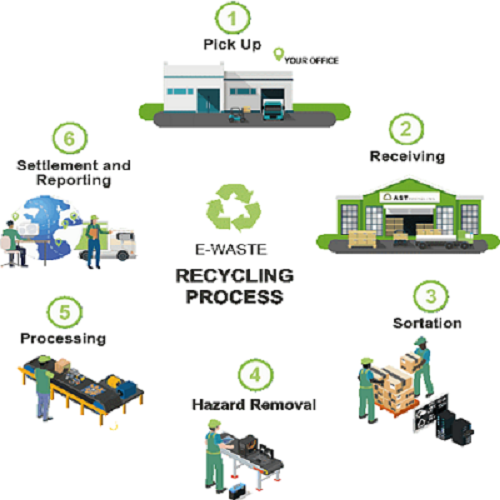 1
Pick Up
YOUR OFFICE
2
Receiving
AST
3
Sortation
4
Hazard Removal
5
Processing
6
Settlement and
Reporting
E-WASTE
RECYCLING
PROCESS